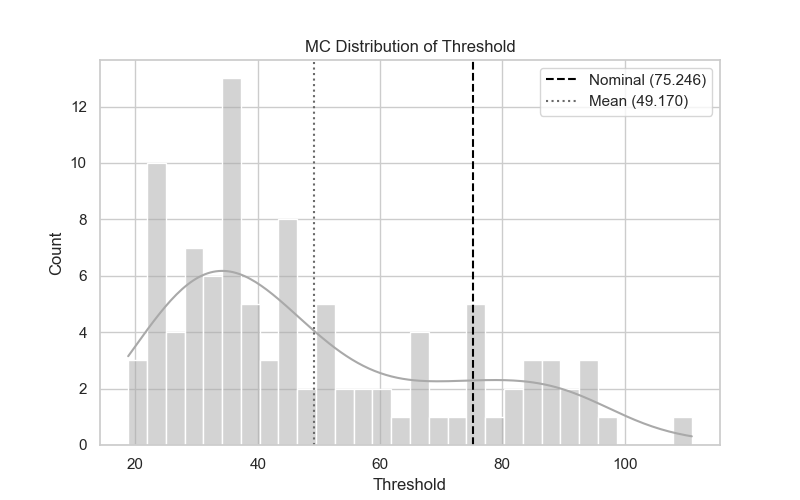 MC Distribution of Threshold
Nominal (75.246)
Mean (49.170)
Count
12
10
8
6
4
2
0
20 40 60 80 100
Threshold